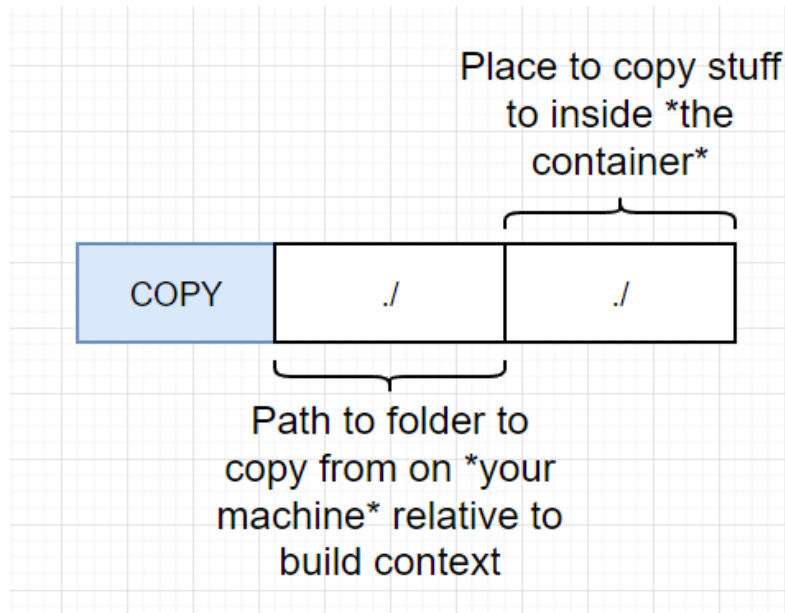 Place to copy stuff
to inside *the
container*
COPY
./
./
Path to folder to
copy from on *your
machine* relative to
build context